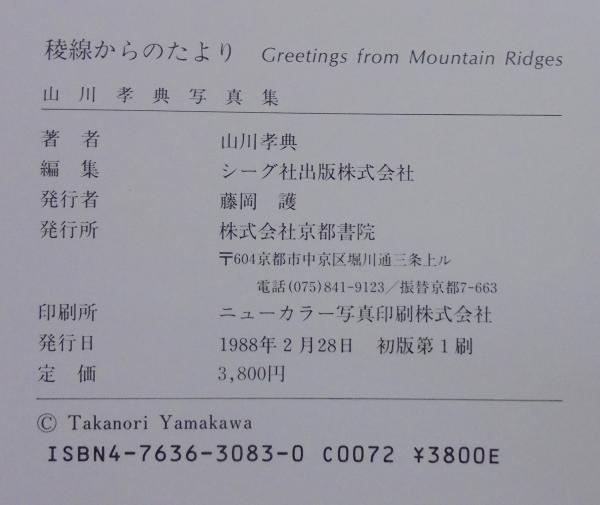 稜線からのたより Greetings from Mountain Ridges
山川孝典写真集
著者 山川孝典
編集 シーグ社出版株式会社
発行者 藤岡 護
発行所 株式会社京都書院
〒604京都市中京区堀川通三条上ル
電話(075)841-9123／振替京都7-663
印刷所 ニューカラー写真印刷株式会社
発行日 1988年2月28日 初版第1刷
定価 3,800円
© Takanori Yamakawa
ISBN4-7636-3083-0 C0072 ¥3800E